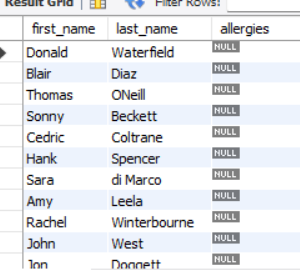 Result Grid Filter Rows:
first_name last_name allergies
Donald Waterfield NULL
Blair Diaz NULL
Thomas ONeill NULL
Sonny Beckett NULL
Cedric Coltrane NULL
Hank Spencer NULL
Sara di Marco NULL
Amy Leela NULL
Rachel Winterbourne NULL
John West NULL
Jon Doggett NULL